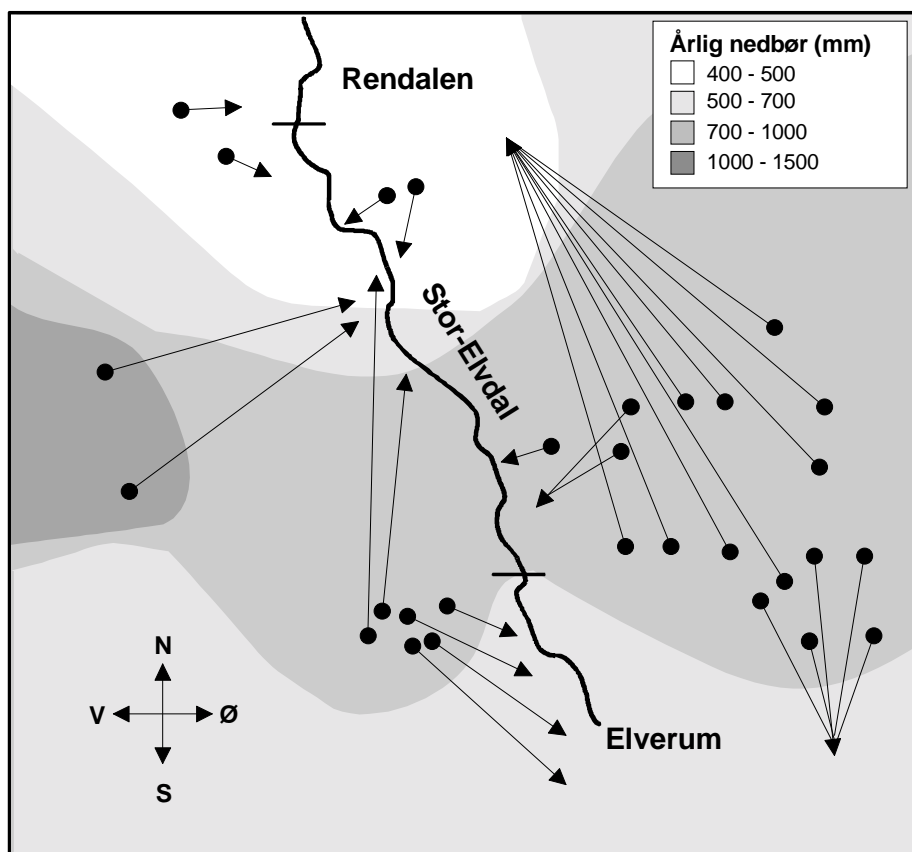 Årlig nedbør (mm)
400 - 500
500 - 700
700 - 1000
1000 - 1500
Rendalen
Stor-Elvdal
N
V
Ø
S
Elverum